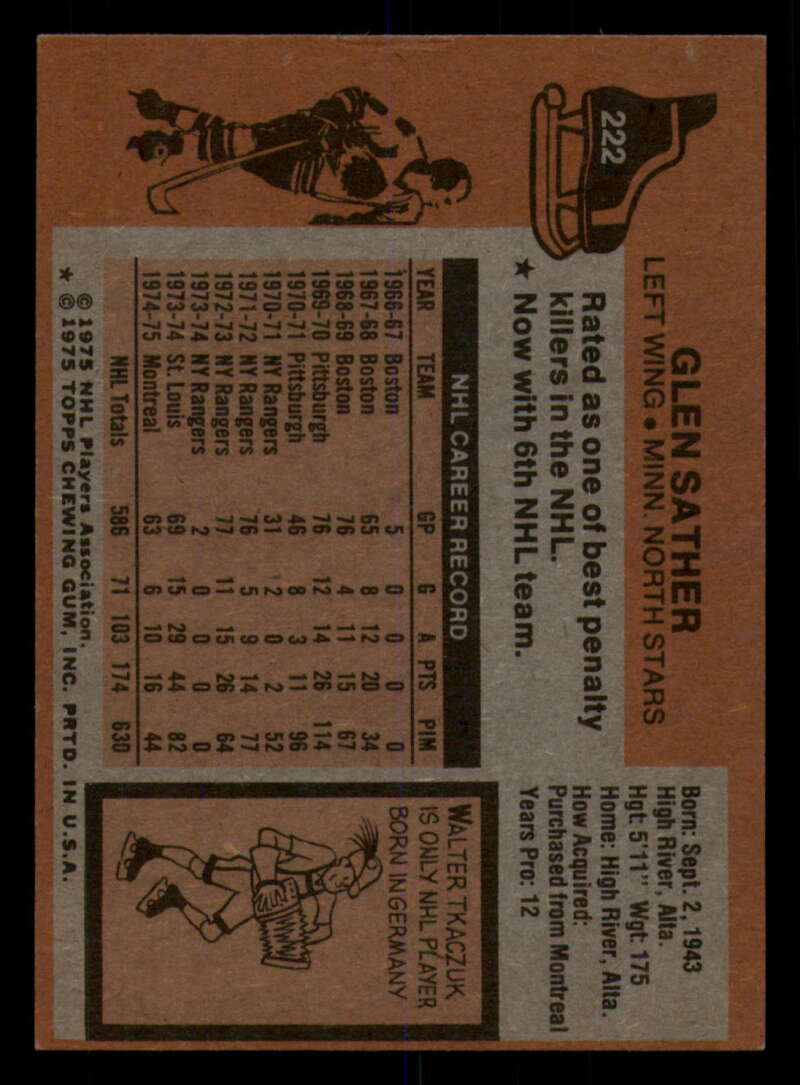 222
GLEN SATHER
LEFT WING • MINN. NORTH STARS
Rated as one of best penalty
killers in the NHL.
★ Now with 6th NHL team.
Born: Sept. 2, 1943
High River, Alta.
Hgt: 5'11" Wgt: 175
Home: High River, Alta.
How Acquired:
Purchased from Montreal
Years Pro: 12
NHL CAREER RECORD
YEAR TEAM GP G A PTS PIM
1966-67 Boston 5 0 0 0 0
1967-68 Boston 65 8 12 20 34
1968-69 Boston 76 4 11 15 67
1969-70 Pittsburgh 76 12 14 26 114
1970-71 Pittsburgh 46 8 3 11 96
1970-71 NY Rangers 31 2 0 2 52
1971-72 NY Rangers 76 5 9 14 77
1972-73 NY Rangers 77 11 15 26 64
1973-74 NY Rangers 2 0 0 0 0
1973-74 St. Louis 69 15 29 44 82
1974-75 Montreal 63 6 10 16 44
NHL Totals 586 71 103 174 630
WALTER TKACZUK
IS ONLY NHL PLAYER
BORN IN GERMANY
© 1975 NHL Players Association.
★ © 1975 TOPPS CHEWING GUM, INC. PRTD. IN U.S.A.